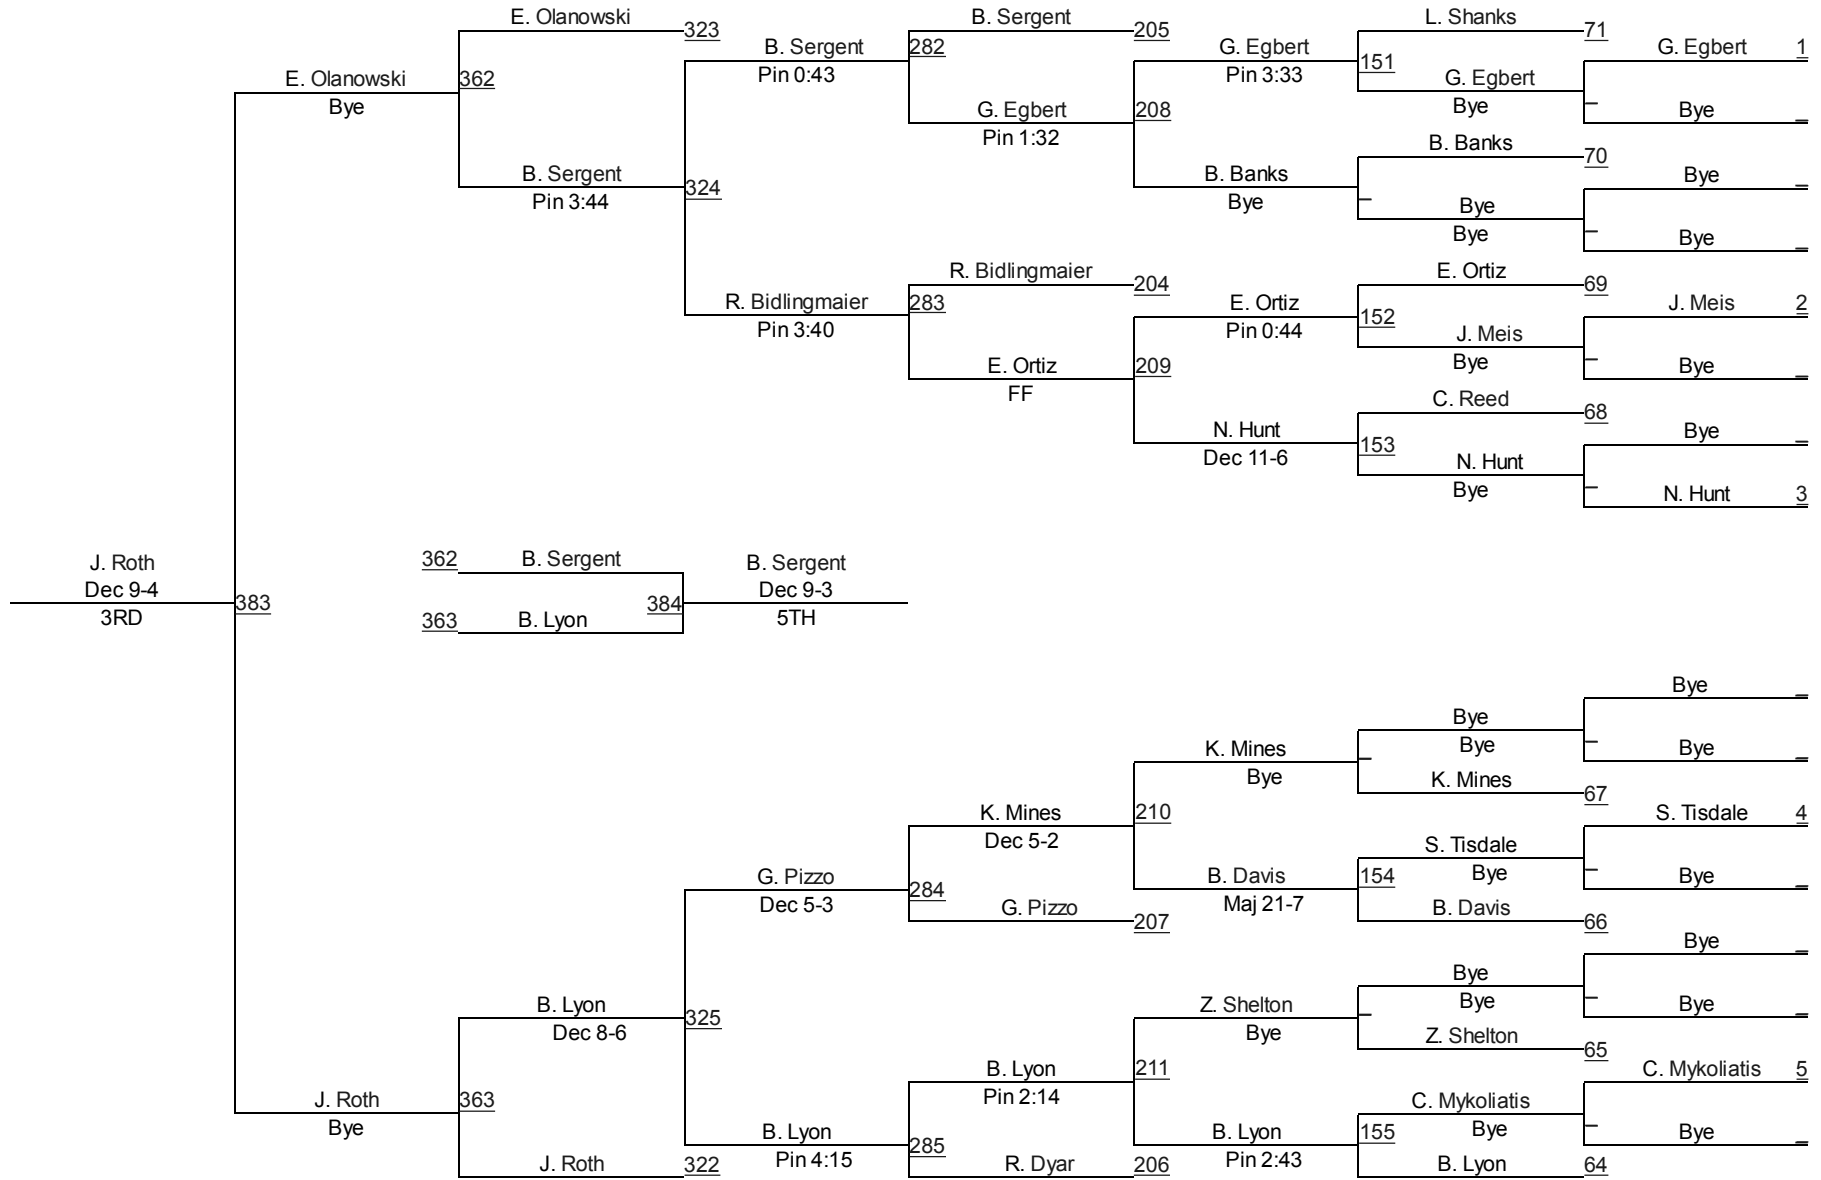 E. Olanowski 323
B. Sergent 205
L. Shanks 71
B. Sergent 282
G. Egbert
G. Egbert 1
Pin 0:43
Pin 3:33
151
E. Olanowski 362
G. Egbert
Bye
Bye
G. Egbert 208
Bye _
Pin 1:32
B. Banks 70
B. Sergent 324
B. Banks
Bye _
Pin 3:44
Bye
_ Bye
Bye
_ Bye _
R. Bidlingmaier 204
E. Ortiz 69
R. Bidlingmaier 283
E. Ortiz
J. Meis 2
Pin 3:40
Pin 0:44
152
J. Meis
Bye
_ Bye _
E. Ortiz 209
FF
C. Reed 68
N. Hunt
Bye _
Dec 11-6
153
N. Hunt
Bye
_ N. Hunt 3
J. Roth
Dec 9-4
3RD
383
362 B. Sergent
B. Sergent
Dec 9-3
384
5TH
363 B. Lyon
Bye _
Bye
Bye
_ Bye _
K. Mines
Bye
_
K. Mines 67
K. Mines 210
Dec 5-2
S. Tisdale 4
S. Tisdale
Bye
_ Bye _
G. Pizzo 284
Dec 5-3
B. Davis 154
Maj 21-7
G. Pizzo 207
B. Davis 66
Bye _
Bye
Bye
_ Bye _
B. Lyon 325
Dec 8-6
Z. Shelton
Bye
_
Z. Shelton 65
B. Lyon 211
Pin 2:14
C. Mykoliatis 5
J. Roth 363
Bye
C. Mykoliatis
Bye
_ Bye _
B. Lyon 285
Pin 4:15
B. Lyon 155
Pin 2:43
J. Roth 322
R. Dyar 206
B. Lyon 64